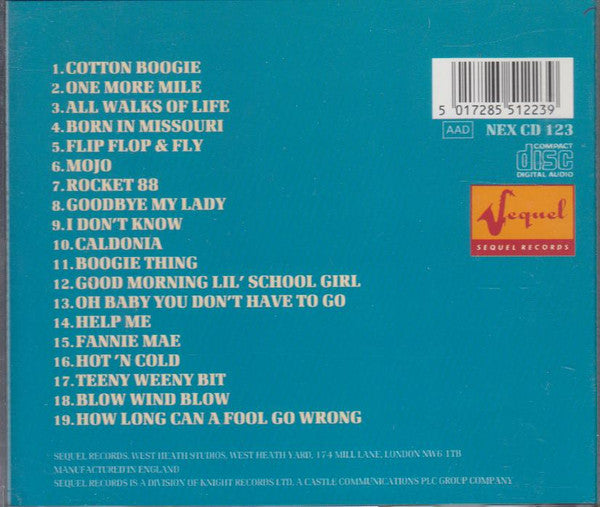 1. COTTON BOOGIE
2. ONE MORE MILE
3. ALL WALKS OF LIFE
4. BORN IN MISSOURI
5. FLIP FLOP & FLY
6. MOJO
7. ROCKET 88
8. GOODBYE MY LADY
9. I DON'T KNOW
10. CALDONIA
11. BOOGIE THING
12. GOOD MORNING LIL' SCHOOL GIRL
13. OH BABY YOU DON'T HAVE TO GO
14. HELP ME
15. FANNIE MAE
16. HOT 'N COLD
17. TEENY WEENY BIT
18. BLOW WIND BLOW
19. HOW LONG CAN A FOOL GO WRONG
5 017285 512239
AAD NEX CD 123
COMPACT
disc
DIGITAL AUDIO
Sequel
SEQUEL RECORDS
SEQUEL RECORDS, WEST HEATH STUDIOS, WEST HEATH YARD, 174 MILL LANE, LONDON NW6 1TB
MANUFACTURED IN ENGLAND
SEQUEL RECORDS IS A DIVISION OF KNIGHT RECORDS LTD, A CASTLE COMMUNICATIONS PLC GROUP COMPANY